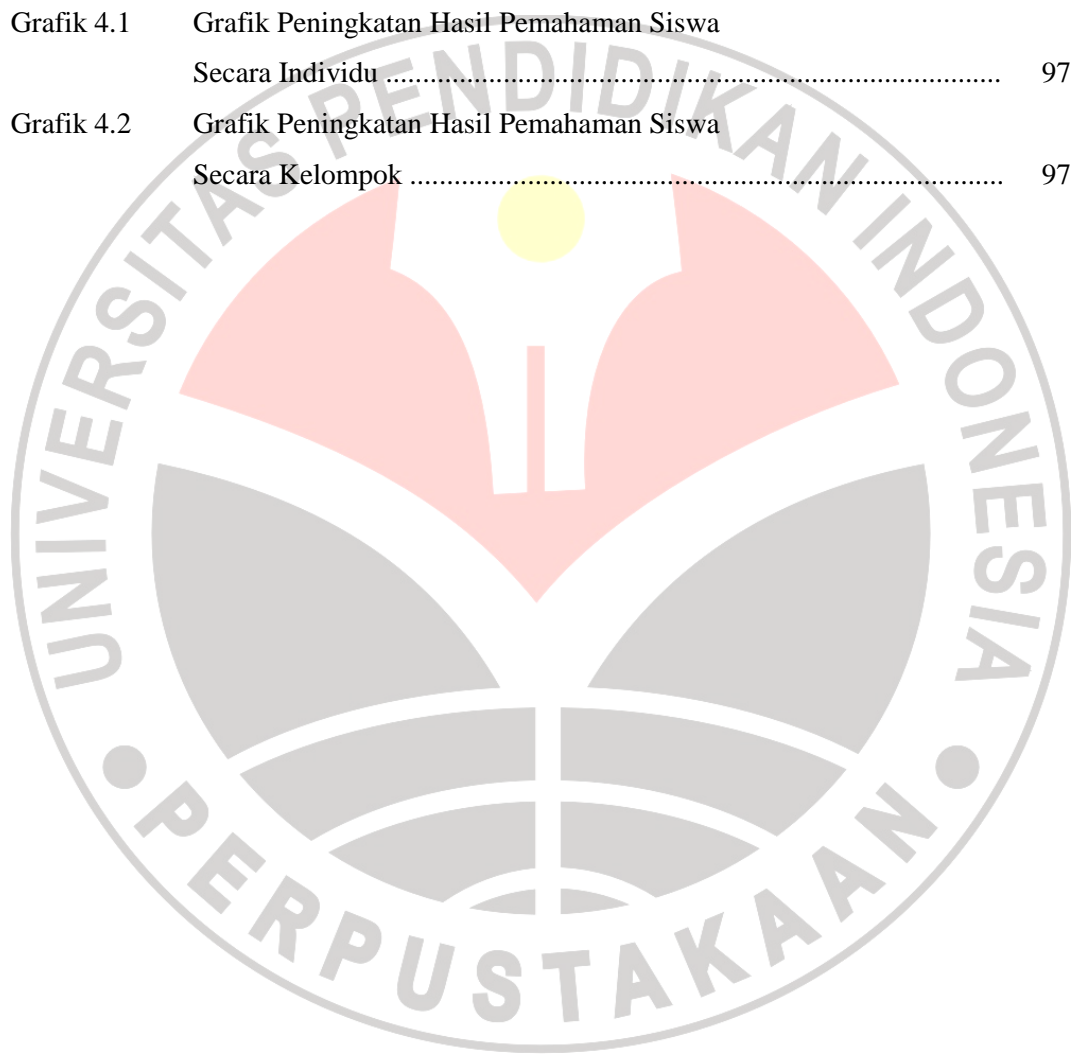 Grafik 4.1 Grafik Peningkatan Hasil Pemahaman Siswa
Secara Individu ................................................................................... 97
Grafik 4.2 Grafik Peningkatan Hasil Pemahaman Siswa
Secara Kelompok ................................................................................ 97
UNIVERSITAS PENDIDIKAN INDONESIA
PERPUSTAKAAN